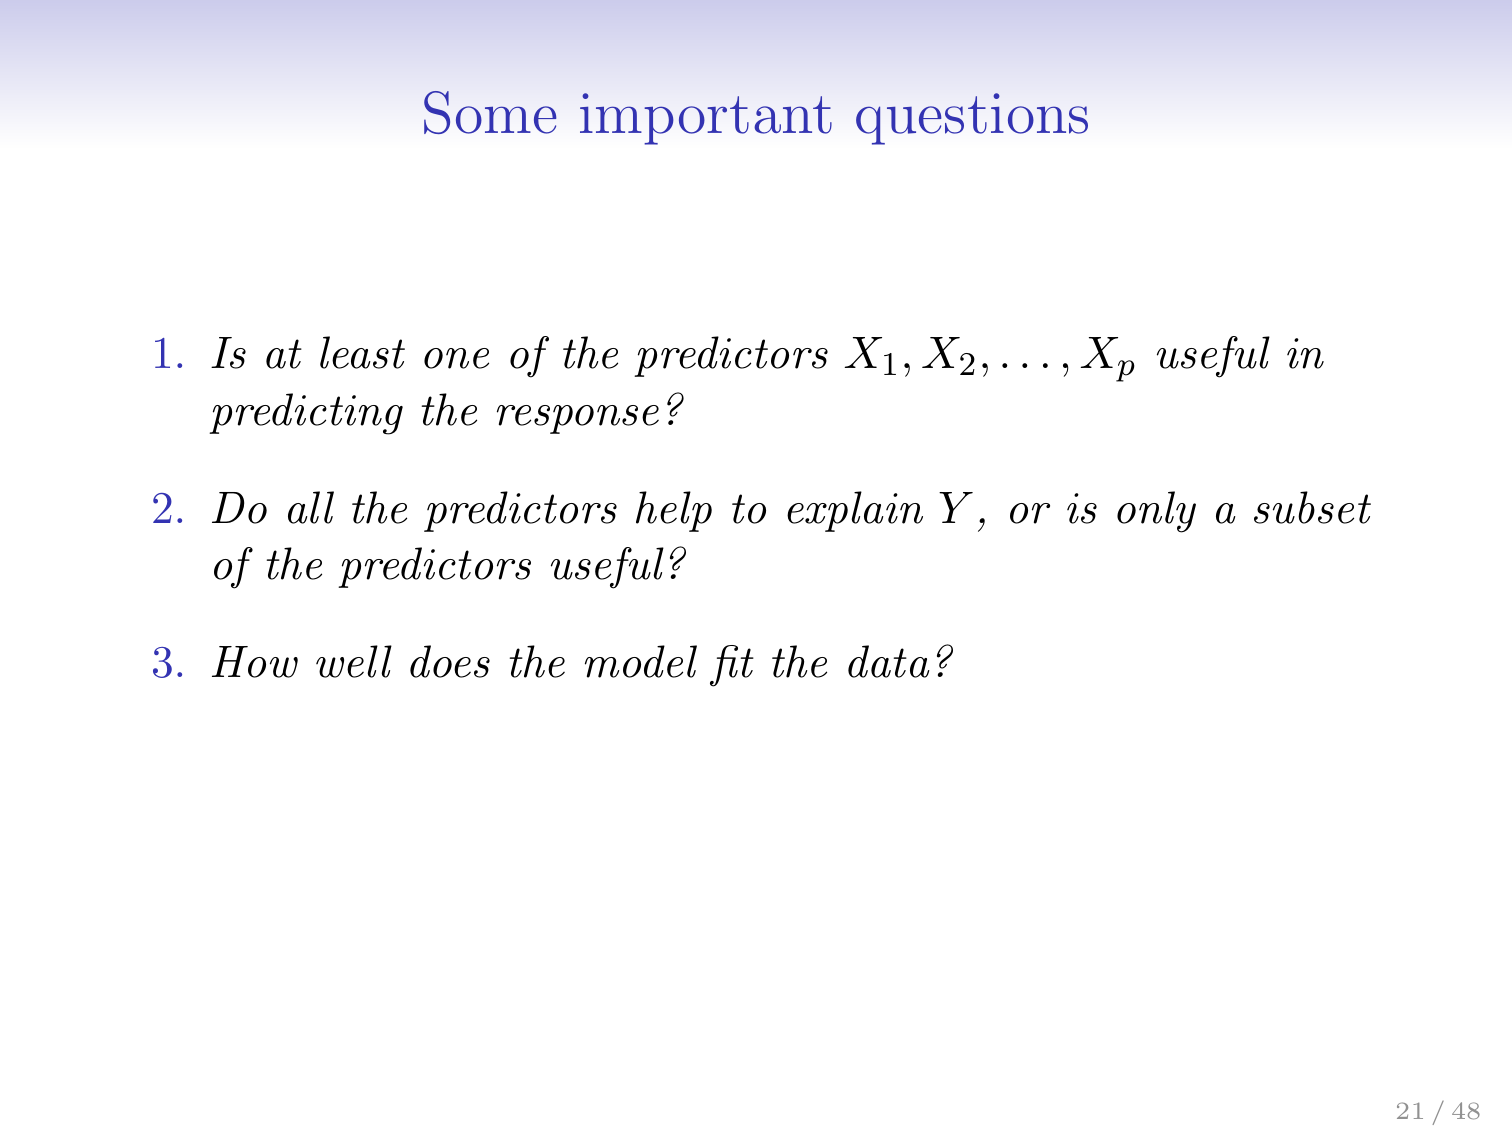 Some important questions
1. Is at least one of the predictors X₁, X₂, . . . , Xₚ useful in
predicting the response?
2. Do all the predictors help to explain Y, or is only a subset
of the predictors useful?
3. How well does the model fit the data?
21 / 48